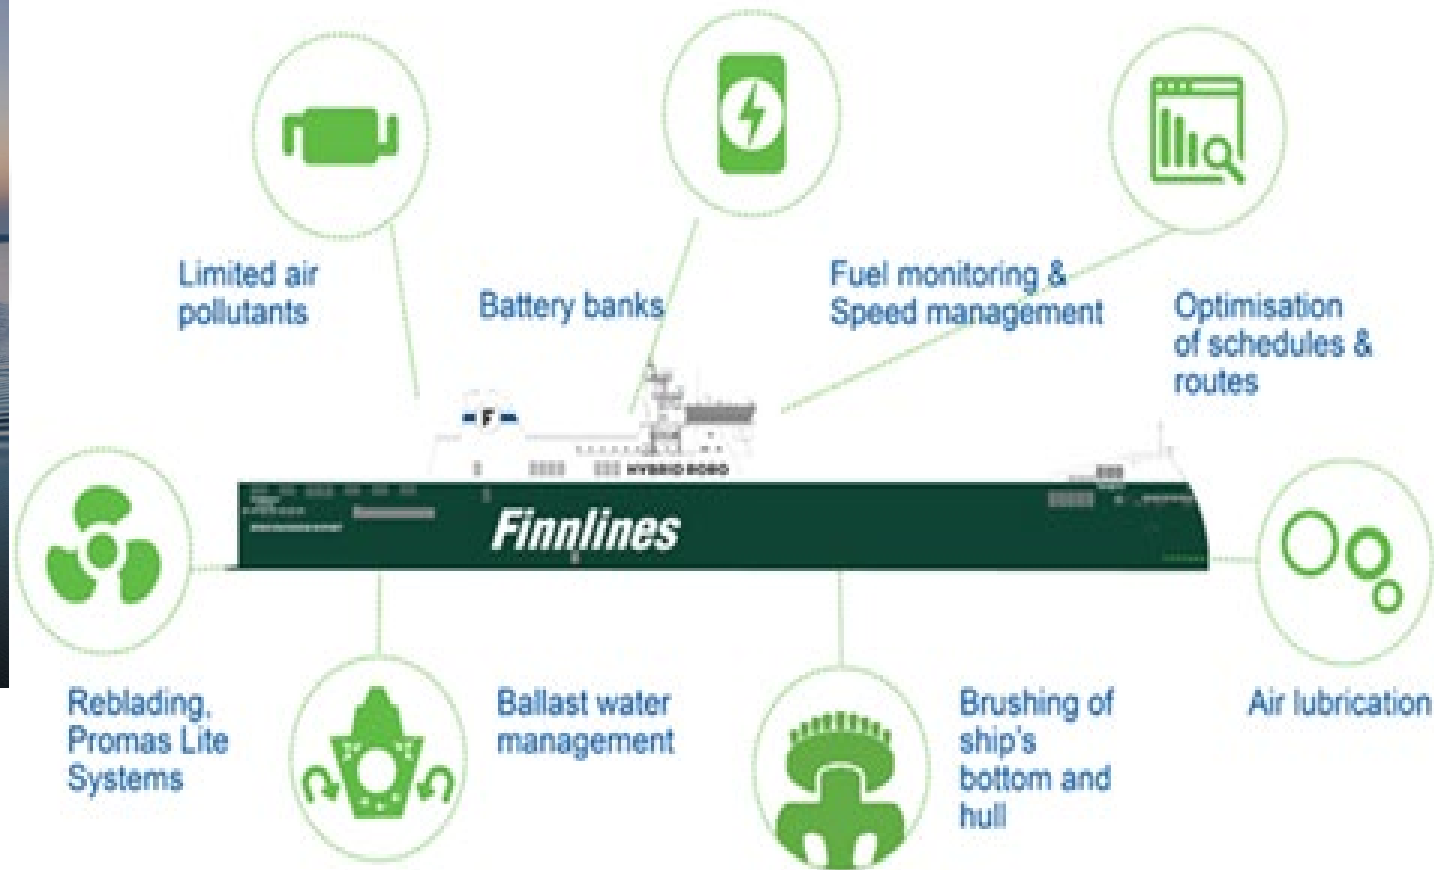 Limited air
pollutants
Battery banks
Fuel monitoring &
Speed management
Optimisation
of schedules &
routes
F
HYBRID RORO
Finnlines
Reblading,
Promas Lite
Systems
Ballast water
management
Brushing of
ship's
bottom and
hull
Air lubrication